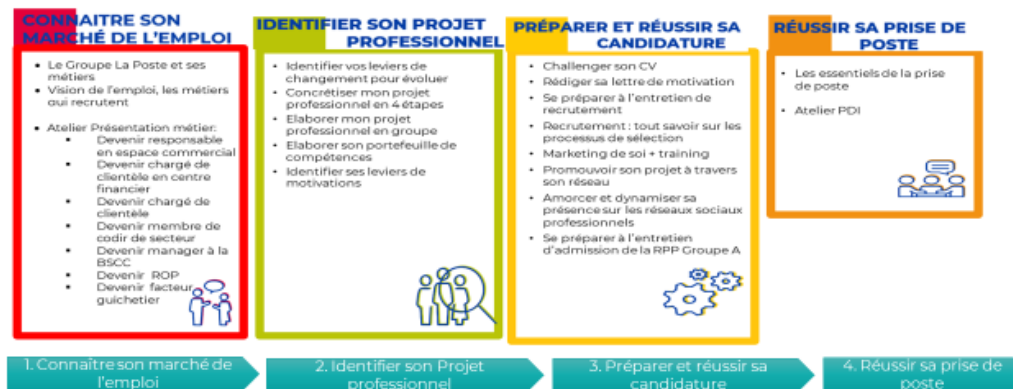 CONNAITRE SON
MARCHÉ DE L'EMPLOI
• Le Groupe La Poste et ses
métiers
• Vision de l'emploi, les métiers
qui recrutent
• Atelier Présentation métier:
• Devenir responsable
en espace commercial
• Devenir chargé de
clientèle en centre
financier
• Devenir chargé de
clientèle
• Devenir membre de
codir de secteur
• Devenir manager à la
BSCC
• Devenir ROP
• Devenir facteur
guichetier
IDENTIFIER SON PROJET
PROFESSIONNEL
• Identifier vos leviers de
changement pour évoluer
• Concrétiser mon projet
professionnel en 4 étapes
• Elaborer mon projet
professionnel en groupe
• Elaborer son portefeuille de
compétences
• Identifier ses leviers de
motivations
PRÉPARER ET RÉUSSIR SA
CANDIDATURE
• Challenger son CV
• Rédiger sa lettre de motivation
• Se préparer à l'entretien de
recrutement
• Recrutement : tout savoir sur les
processus de sélection
• Marketing de soi + training
• Promouvoir son projet à travers
son réseau
• Amorcer et dynamiser sa
présence sur les réseaux sociaux
professionnels
• Se préparer à l'entretien
d'admission de la RPP Groupe A
RÉUSSIR SA PRISE DE
POSTE
• Les essentiels de la prise
de poste
• Atelier PDI
1. Connaître son marché de
l'emploi
2. Identifier son Projet
professionnel
3. Préparer et réussir sa
candidature
4. Réussir sa prise de
poste